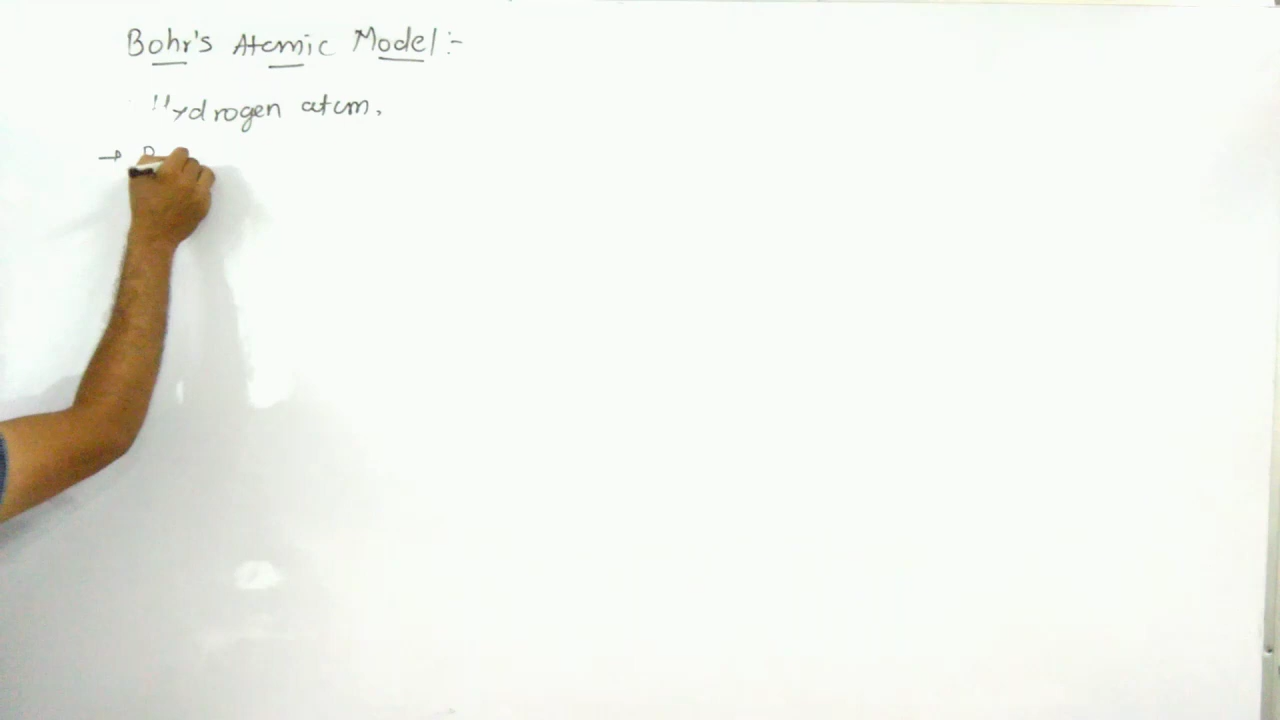 Bohr's Atomic Model :-
Hydrogen atom.
→